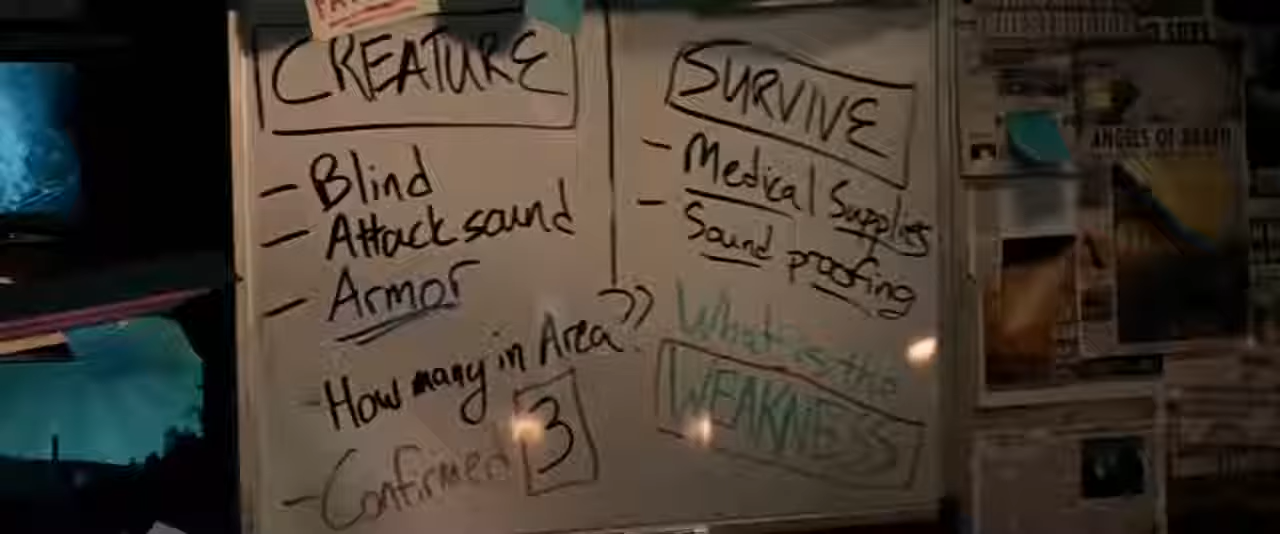 CREATURE
- Blind
- Attack sound
- Armor
- How many in Area??
- Confirmed 3
SURVIVE
- Medical Supplies
- Sound proofing
What is the
WEAKNESS
ANGELS OF DEATH